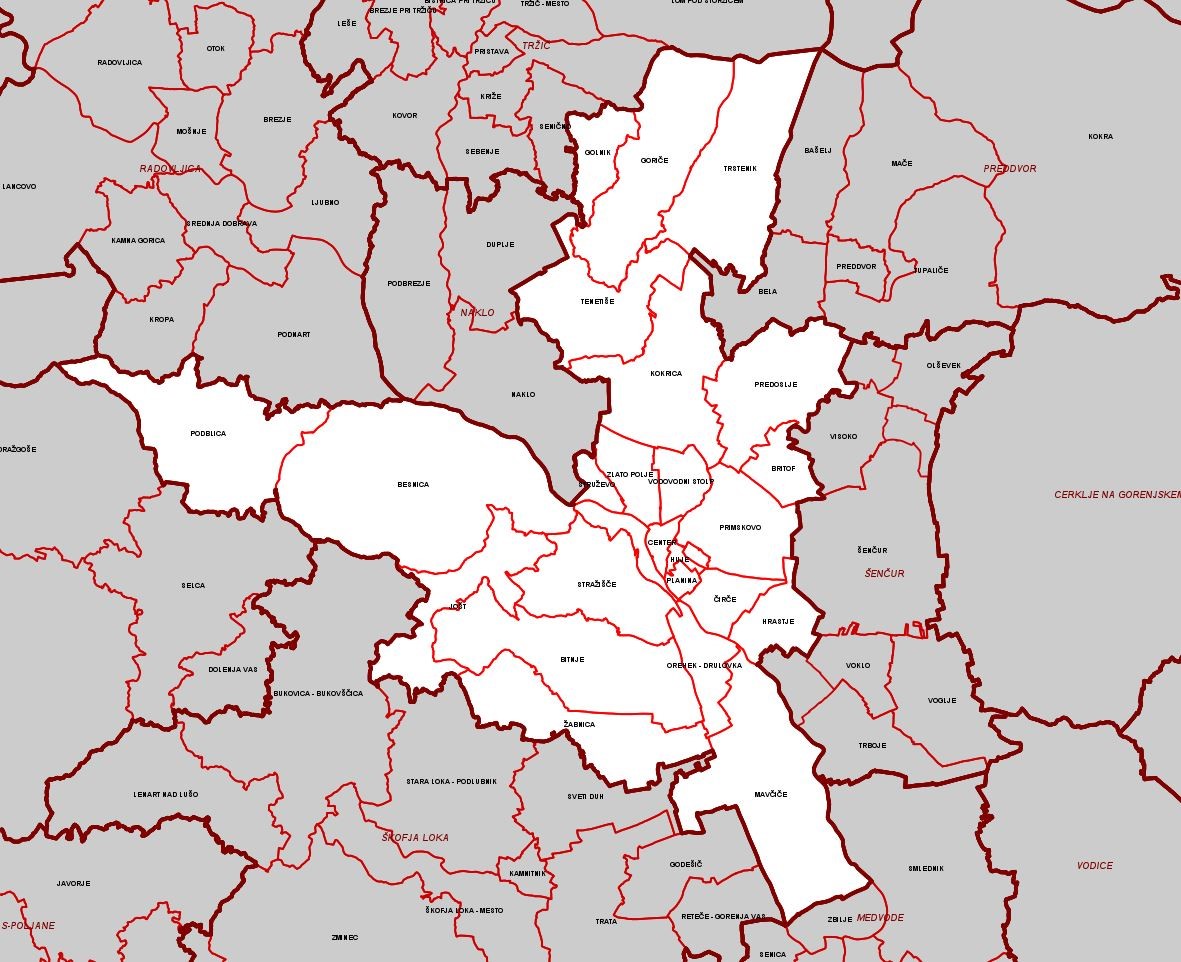 BISTRICA PRI TRŽIČU
TRŽIČ - MESTO
LOM POD STORŽIČEM
BREZJE PRI TRŽIČU
LEŠE
OTOK
PRISTAVA
TRŽIČ
RADOVLJICA
KRIŽE
KOVOR
BREZJE
SENIČNO
MOŠNJE
KOKRA
SEBENJE
GOLNIK
BAŠELJ
GORIČE
MAČE
RADOVLJICA
TRSTENIK
PREDDVOR
LANCOVO
LJUBNO
SREDNJA DOBRAVA
KAMNA GORICA
DUPLJE
PREDDVOR
TUPALIČE
PODBREZJE
BELA
TENETIŠE
NAKLO
KROPA
PODNART
OLŠEVEK
KOKRICA
PREDOSLJE
NAKLO
PODBLICA
VISOKO
DRAŽGOŠE
BRITOF
ZLATO POLJE
VODOVODNI STOLP
BESNICA
STRUŽEVO
CERKLJE NA GORENJSKEM
PRIMSKOVO
CENTER
ŠENČUR
HUJE
ŠENČUR
PLANINA
SELCA
STRAŽIŠČE
ČIRČE
JOŠT
HRASTJE
BITNJE
OREHEK - DRULOVKA
VOKLO
DOLENJA VAS
BUKOVICA - BUKOVŠČICA
VOGLJE
ŽABNICA
TRBOJE
STARA LOKA - PODLUBNIK
LENART NAD LUŠO
SVETI DUH
MAVČIČE
ŠKOFJA LOKA
GODEŠIČ
VODICE
SMLEDNIK
KAMNITNIK
JAVORJE
ŠKOFJA LOKA - MESTO
RETEČE - GORENJA VAS
ZBILJE
MEDVODE
TRATA
S-POLJANE
ZMINEC
SENICA